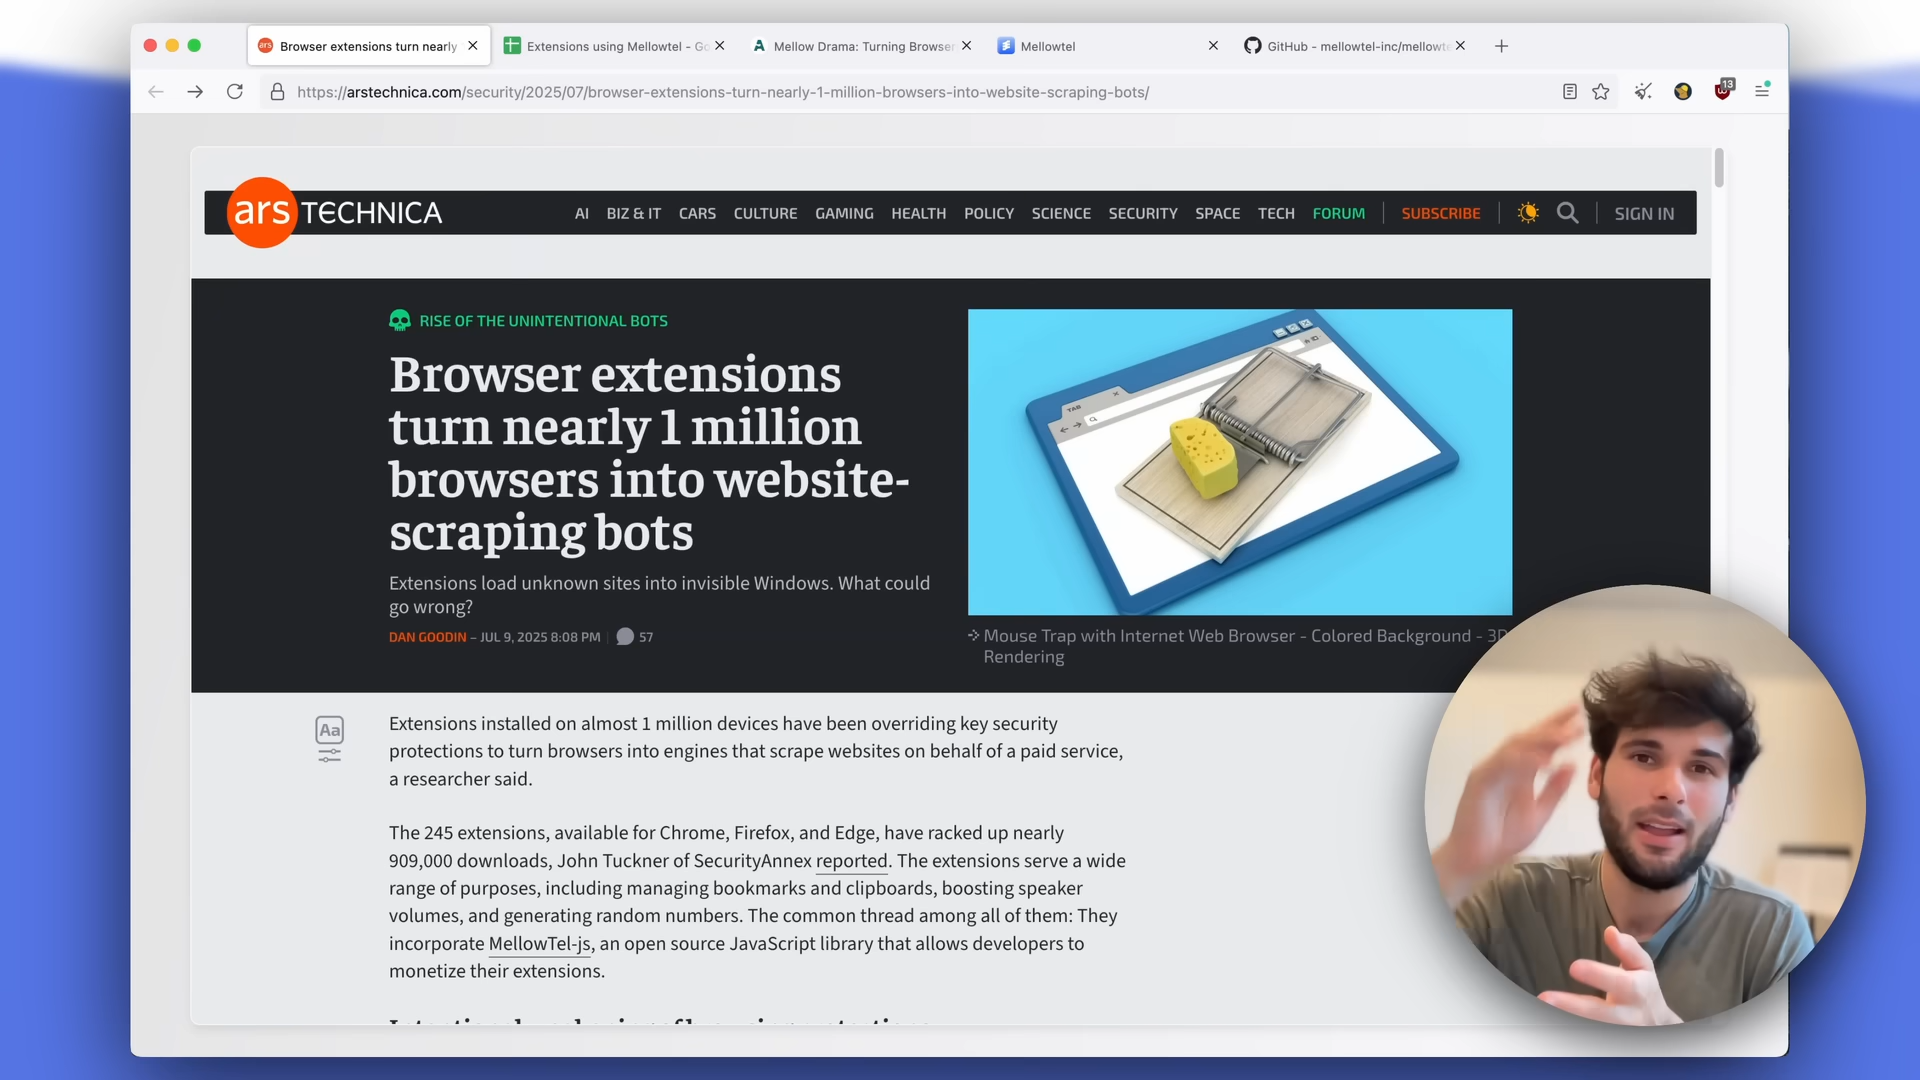 Browser extensions turn nearly
Extensions using Mellowtel - Go
Mellow Drama: Turning Browser
Mellowtel
GitHub - mellowtel-inc/mellowte
https://arstechnica.com/security/2025/07/browser-extensions-turn-nearly-1-million-browsers-into-website-scraping-bots/
13
ars TECHNICA
AI BIZ & IT CARS CULTURE GAMING HEALTH POLICY SCIENCE SECURITY SPACE TECH FORUM SUBSCRIBE SIGN IN
RISE OF THE UNINTENTIONAL BOTS
Browser extensions
turn nearly 1 million
browsers into website-
scraping bots
Extensions load unknown sites into invisible Windows. What could
go wrong?
DAN GOODIN – JUL 9, 2025 8:08 PM 57
TAB
Mouse Trap with Internet Web Browser - Colored Background - 3D
Rendering
Aa
Extensions installed on almost 1 million devices have been overriding key security
protections to turn browsers into engines that scrape websites on behalf of a paid service,
a researcher said.
The 245 extensions, available for Chrome, Firefox, and Edge, have racked up nearly
909,000 downloads, John Tuckner of SecurityAnnex reported. The extensions serve a wide
range of purposes, including managing bookmarks and clipboards, boosting speaker
volumes, and generating random numbers. The common thread among all of them: They
incorporate MellowTel-js, an open source JavaScript library that allows developers to
monetize their extensions.